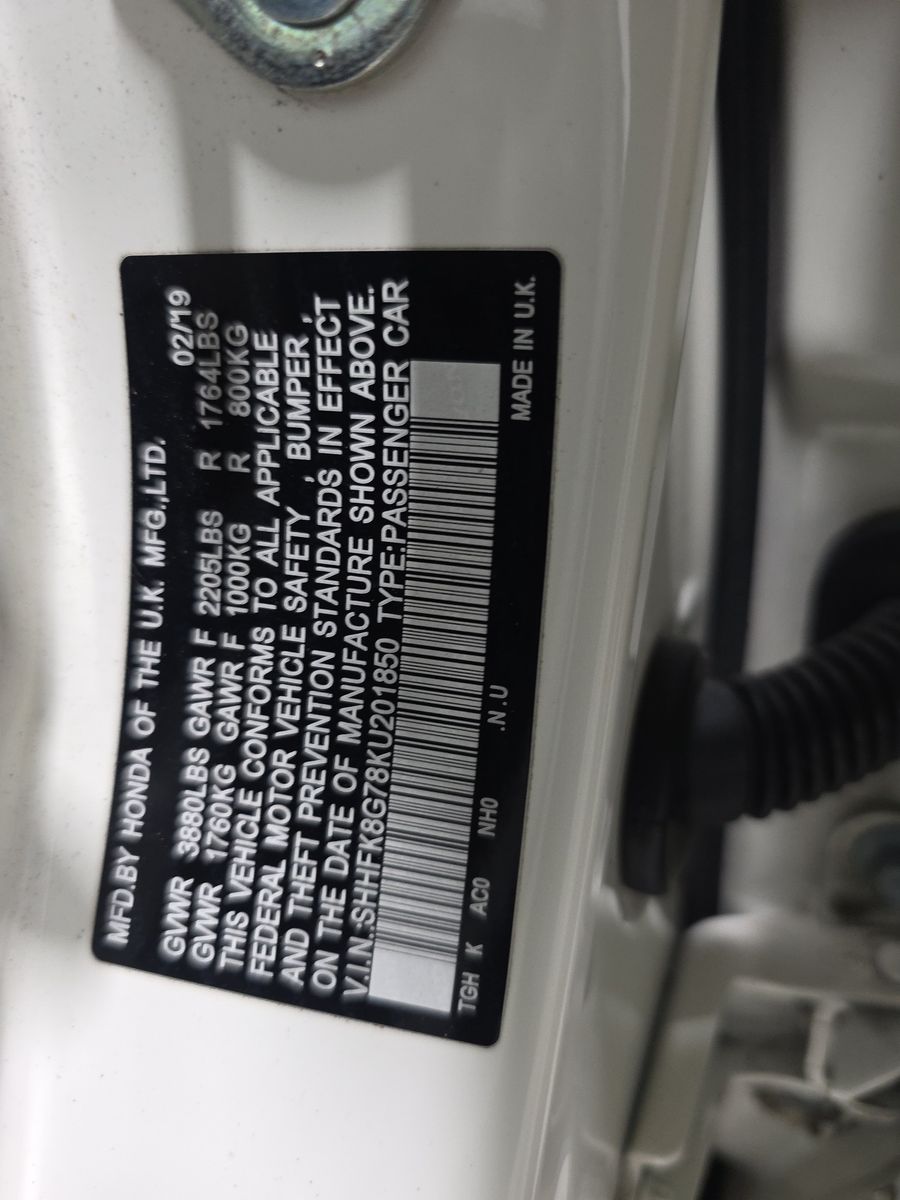 MFD.BY HONDA OF THE U.K. MFG.,LTD. 02/19
GVWR 3880LBS GAWR F 2205LBS R 1764LBS
GVWR 1760KG GAWR F 1000KG R 800KG
THIS VEHICLE CONFORMS TO ALL APPLICABLE
FEDERAL MOTOR VEHICLE SAFETY , BUMPER ,
AND THEFT PREVENTION STANDARDS IN EFFECT
ON THE DATE OF MANUFACTURE SHOWN ABOVE.
V.I.N.:SHHFK8G78KU201850 TYPE:PASSENGER CAR
TGH K AC0 NH0 .N.U MADE IN U.K.